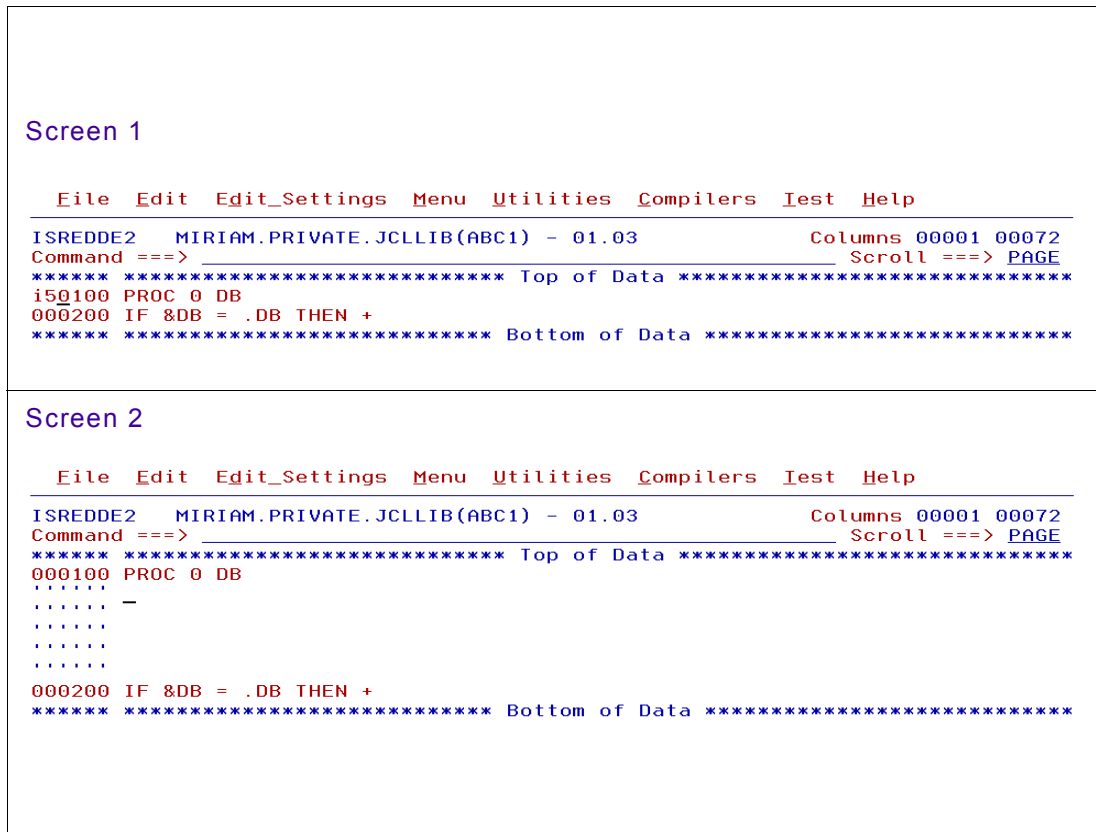 Screen 1
File Edit Edit_Settings Menu Utilities Compilers Test Help
ISREDDE2 MIRIAM.PRIVATE.JCLLIB(ABC1) - 01.03 Columns 00001 00072
Command ===> Scroll ===> PAGE
****** ***************************** Top of Data ******************************
i50100 PROC 0 DB
000200 IF &DB = .DB THEN +
****** **************************** Bottom of Data ****************************
Screen 2
File Edit Edit_Settings Menu Utilities Compilers Test Help
ISREDDE2 MIRIAM.PRIVATE.JCLLIB(ABC1) - 01.03 Columns 00001 00072
Command ===> Scroll ===> PAGE
****** ***************************** Top of Data ******************************
000100 PROC 0 DB
''''''
'''''' _
''''''
''''''
''''''
000200 IF &DB = .DB THEN +
****** **************************** Bottom of Data ****************************